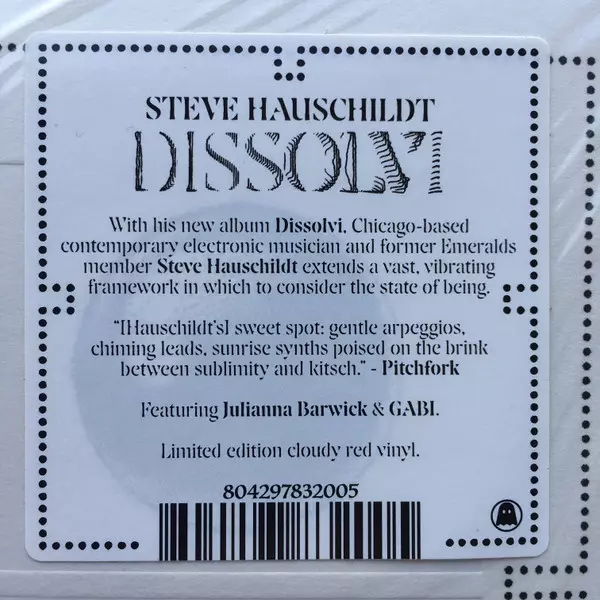 STEVE HAUSCHILDT
DISSOLVI
With his new album Dissolvi, Chicago-based
contemporary electronic musician and former Emeralds
member Steve Hauschildt extends a vast, vibrating
framework in which to consider the state of being.
“[Hauschildt’s] sweet spot: gentle arpeggios,
chiming leads, sunrise synths poised on the brink
between sublimity and kitsch.” - Pitchfork
Featuring Julianna Barwick & GABI.
Limited edition cloudy red vinyl.
804297832005